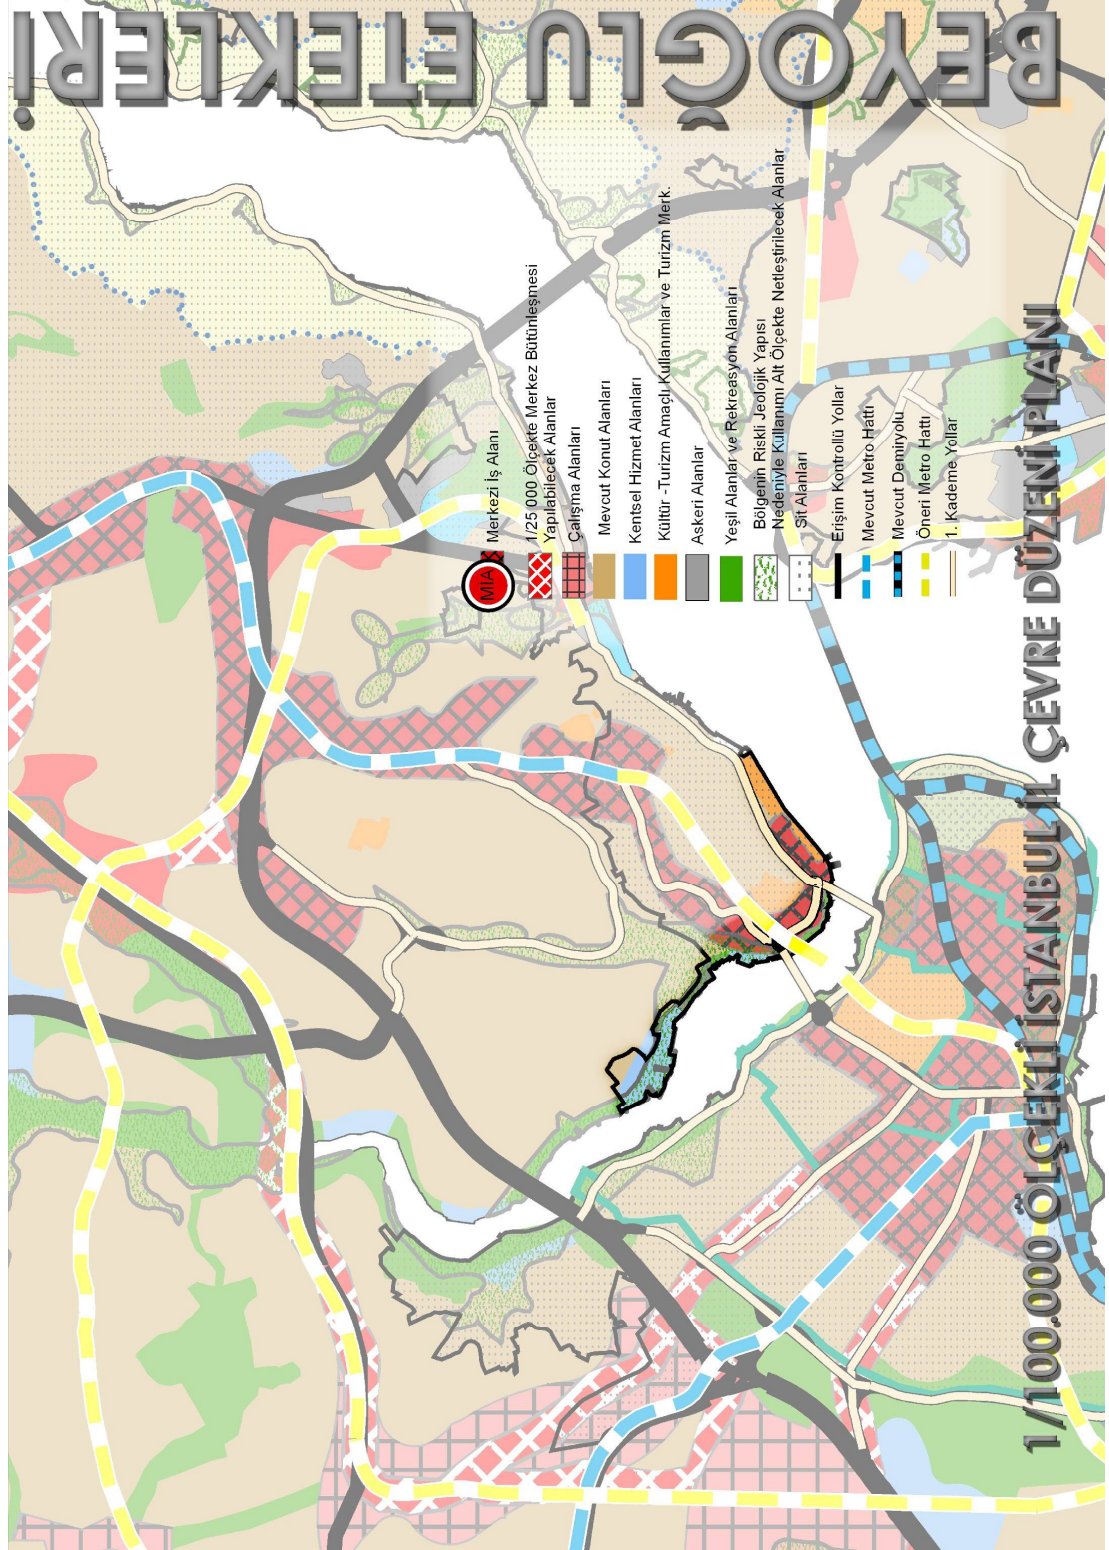 BEYOĞLU ETEKLERİ
MİA
Merkezi İş Alanı
1/25 000 Ölçekte Merkez Bütünleşmesi
Yapılabilecek Alanlar
Çalışma Alanları
Mevcut Konut Alanları
Kentsel Hizmet Alanları
Kültür -Turizm Amaçlı Kullanımlar ve Turizm Merk.
Askeri Alanlar
Yeşil Alanlar ve Rekreasyon Alanları
Bölgenin Riskli Jeolojik Yapısı
Nedeniyle Kullanımı Alt Ölçekte Netleştirilecek Alanlar
Sit Alanları
Erişim Kontrollü Yollar
Mevcut Metro Hattı
Mevcut Demiryolu
Öneri Metro Hattı
1. Kademe Yollar
1/100.000 ÖLÇEKLİ İSTANBUL İL ÇEVRE DÜZENİ PLANI